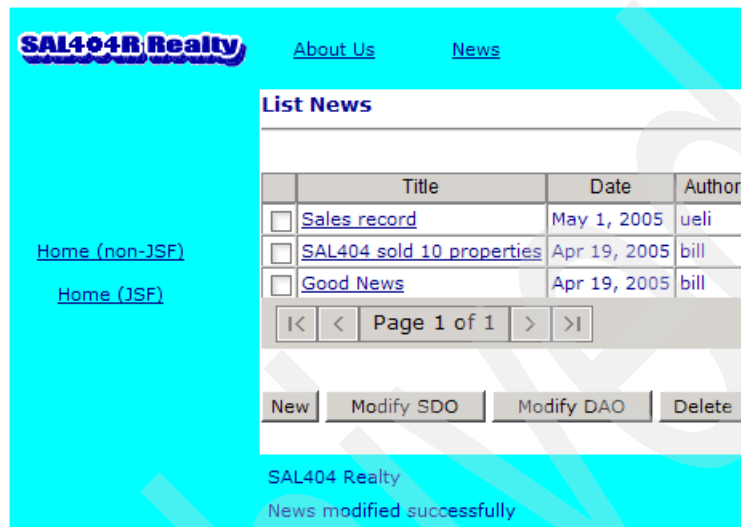 SAL404R Realty
About Us News
List News
Title Date Author
Sales record May 1, 2005 ueli
SAL404 sold 10 properties Apr 19, 2005 bill
Good News Apr 19, 2005 bill
Home (non-JSF)
Home (JSF)
|< < Page 1 of 1 > >|
New Modify SDO Modify DAO Delete
SAL404 Realty
News modified successfully